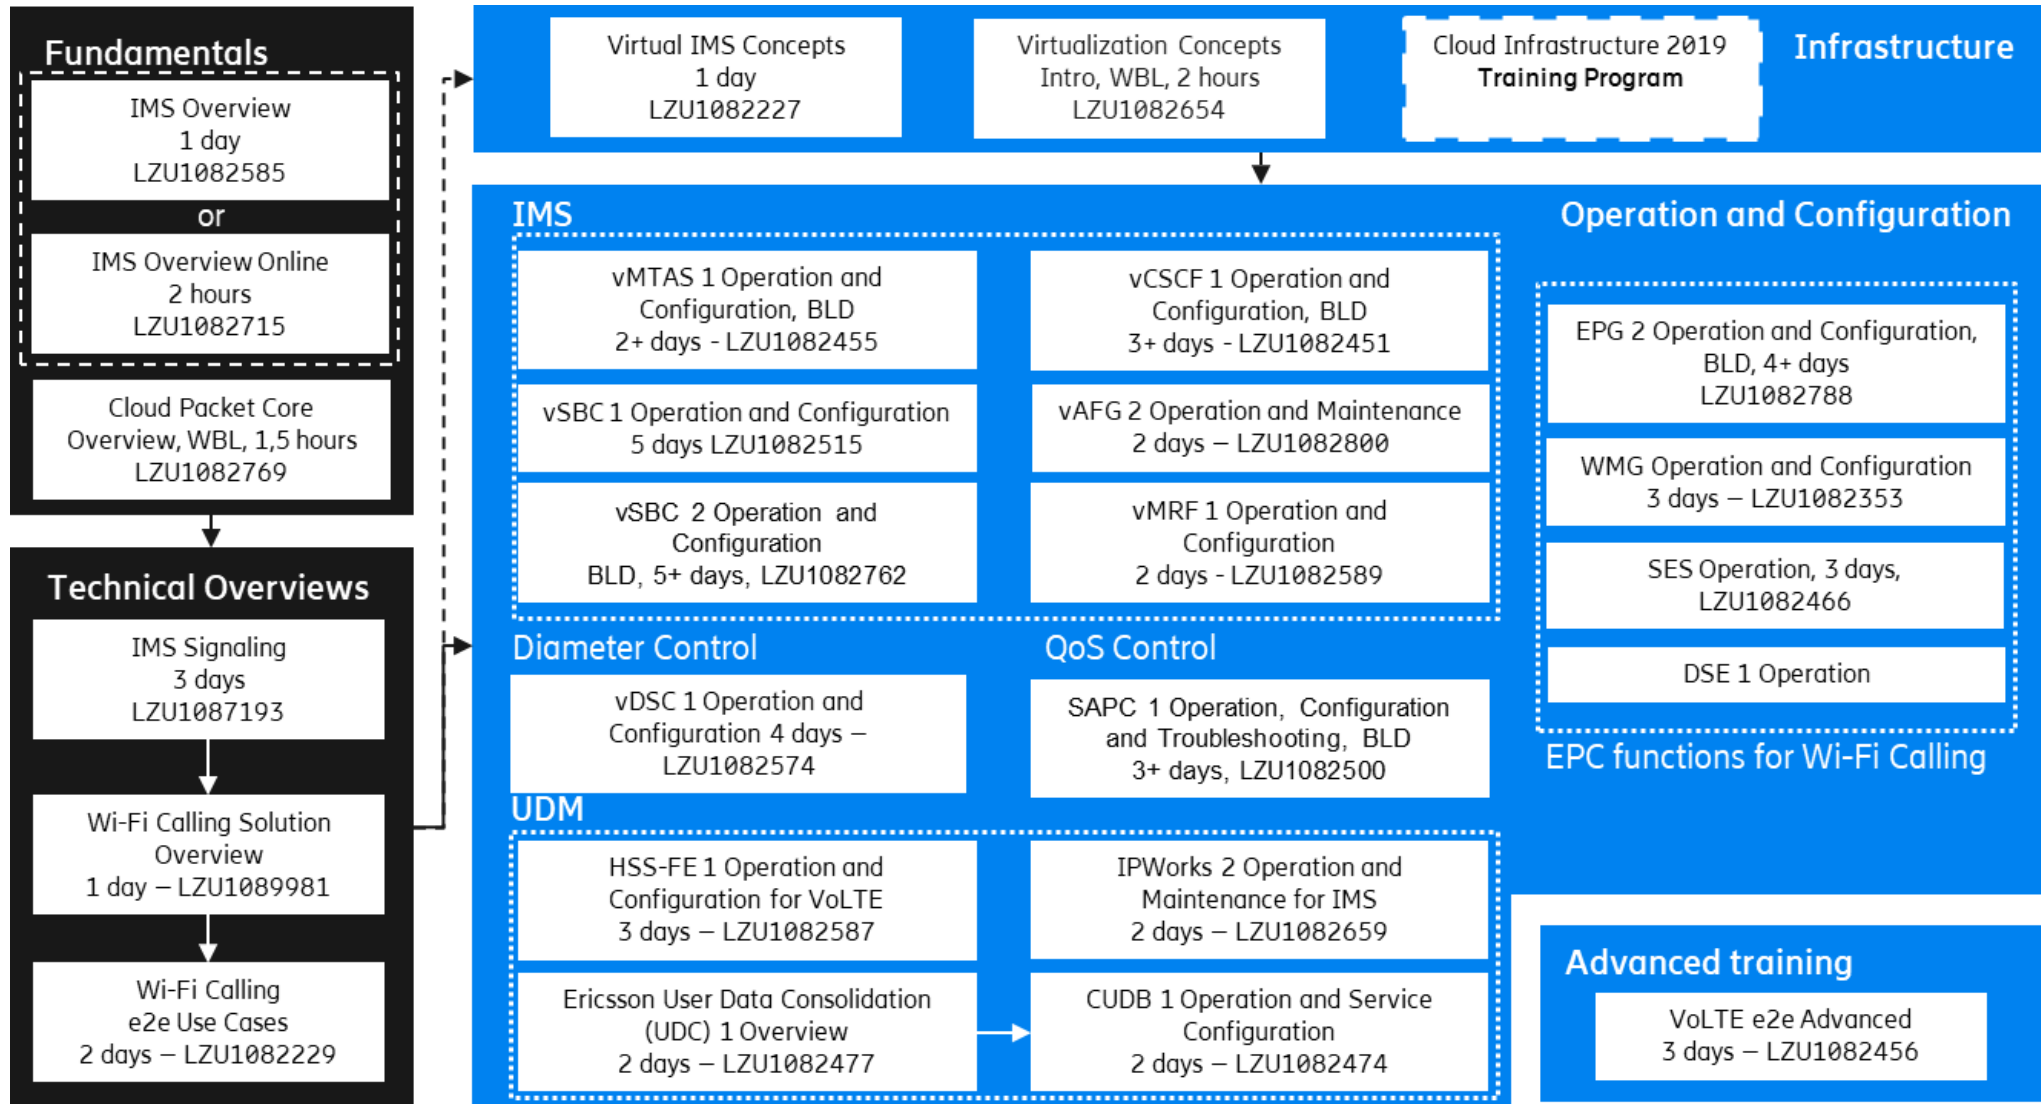 Fundamentals
IMS Overview
1 day
LZU1082585
or
IMS Overview Online
2 hours
LZU1082715
Cloud Packet Core
Overview, WBL, 1,5 hours
LZU1082769
Technical Overviews
IMS Signaling
3 days
LZU1087193
Wi-Fi Calling Solution
Overview
1 day – LZU1089981
Wi-Fi Calling
e2e Use Cases
2 days – LZU1082229
Infrastructure
Virtual IMS Concepts
1 day
LZU1082227
Virtualization Concepts
Intro, WBL, 2 hours
LZU1082654
Cloud Infrastructure 2019
Training Program
Operation and Configuration
IMS
vMTAS 1 Operation and
Configuration, BLD
2+ days - LZU1082455
vCSCF 1 Operation and
Configuration, BLD
3+ days - LZU1082451
vSBC 1 Operation and Configuration
5 days LZU1082515
vAFG 2 Operation and Maintenance
2 days – LZU1082800
vSBC 2 Operation and
Configuration
BLD, 5+ days, LZU1082762
vMRF 1 Operation and
Configuration
2 days - LZU1082589
Diameter Control
vDSC 1 Operation and
Configuration 4 days –
LZU1082574
QoS Control
SAPC 1 Operation, Configuration
and Troubleshooting, BLD
3+ days, LZU1082500
UDM
HSS-FE 1 Operation and
Configuration for VoLTE
3 days – LZU1082587
IPWorks 2 Operation and
Maintenance for IMS
2 days – LZU1082659
Ericsson User Data Consolidation
(UDC) 1 Overview
2 days – LZU1082477
CUDB 1 Operation and Service
Configuration
2 days – LZU1082474
EPG 2 Operation and Configuration,
BLD, 4+ days
LZU1082788
WMG Operation and Configuration
3 days – LZU1082353
SES Operation, 3 days,
LZU1082466
DSE 1 Operation
EPC functions for Wi-Fi Calling
Advanced training
VoLTE e2e Advanced
3 days – LZU1082456